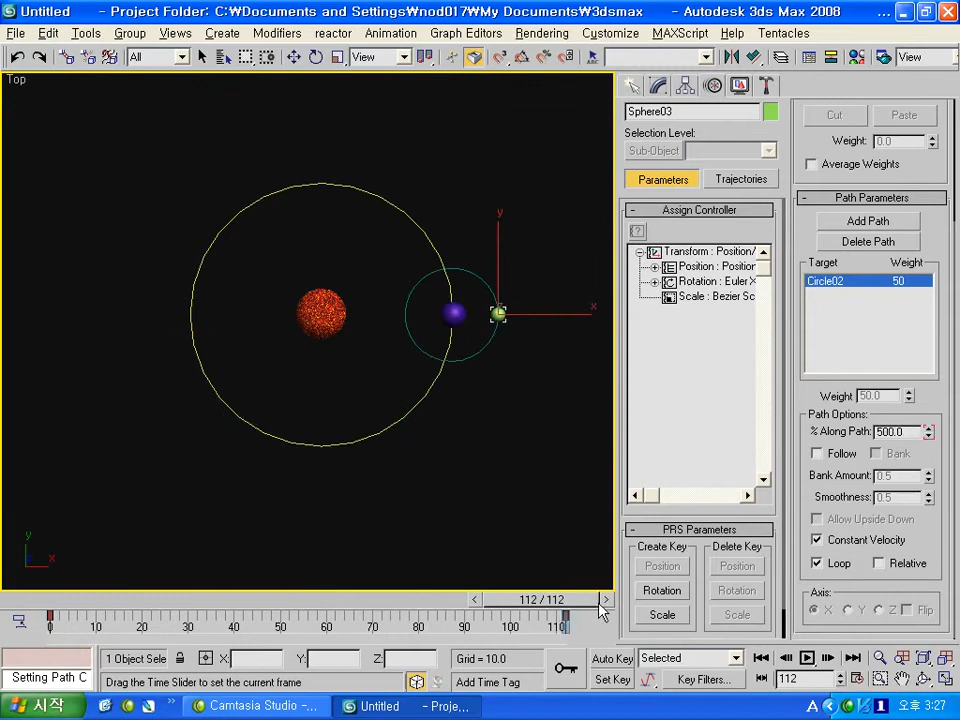 Untitled - Project Folder: C:₩Documents and Settings₩nod017₩My Documents₩3dsmax - Autodesk 3ds Max 2008 ...
File Edit Tools Group Views Create Modifiers reactor Animation Graph Editors Rendering Customize MAXScript Help Tentacles
All View View
Top
Sphere03
Selection Level:
Sub-Object
Parameters Trajectories
- Assign Controller
Transform : Position/
Position : Position
Rotation : Euler X
Scale : Bezier Sc
- PRS Parameters
Create Key Delete Key
Position Position
Rotation Rotation
Scale Scale
Cut Paste
Weight: 0.0
Average Weights
- Path Parameters
Add Path
Delete Path
Target Weight
Circle02 50
Weight 50.0
Path Options:
% Along Path: 500.0
Follow Bank
Bank Amount: 0.5
Smoothness: 0.5
Allow Upside Down
Constant Velocity
Loop Relative
Axis:
X Y Z Flip
y
x
y
x
< 112 / 112 >
0 10 20 30 40 50 60 70 80 90 100 110
1 Object Sele X: Y: Z: Grid = 10.0 Auto Key Selected
Setting Path C Drag the Time Slider to set the current frame Add Time Tag Set Key Key Filters... 112
시작 Camtasia Studio - ... Untitled - Proje... A 오후 3:27